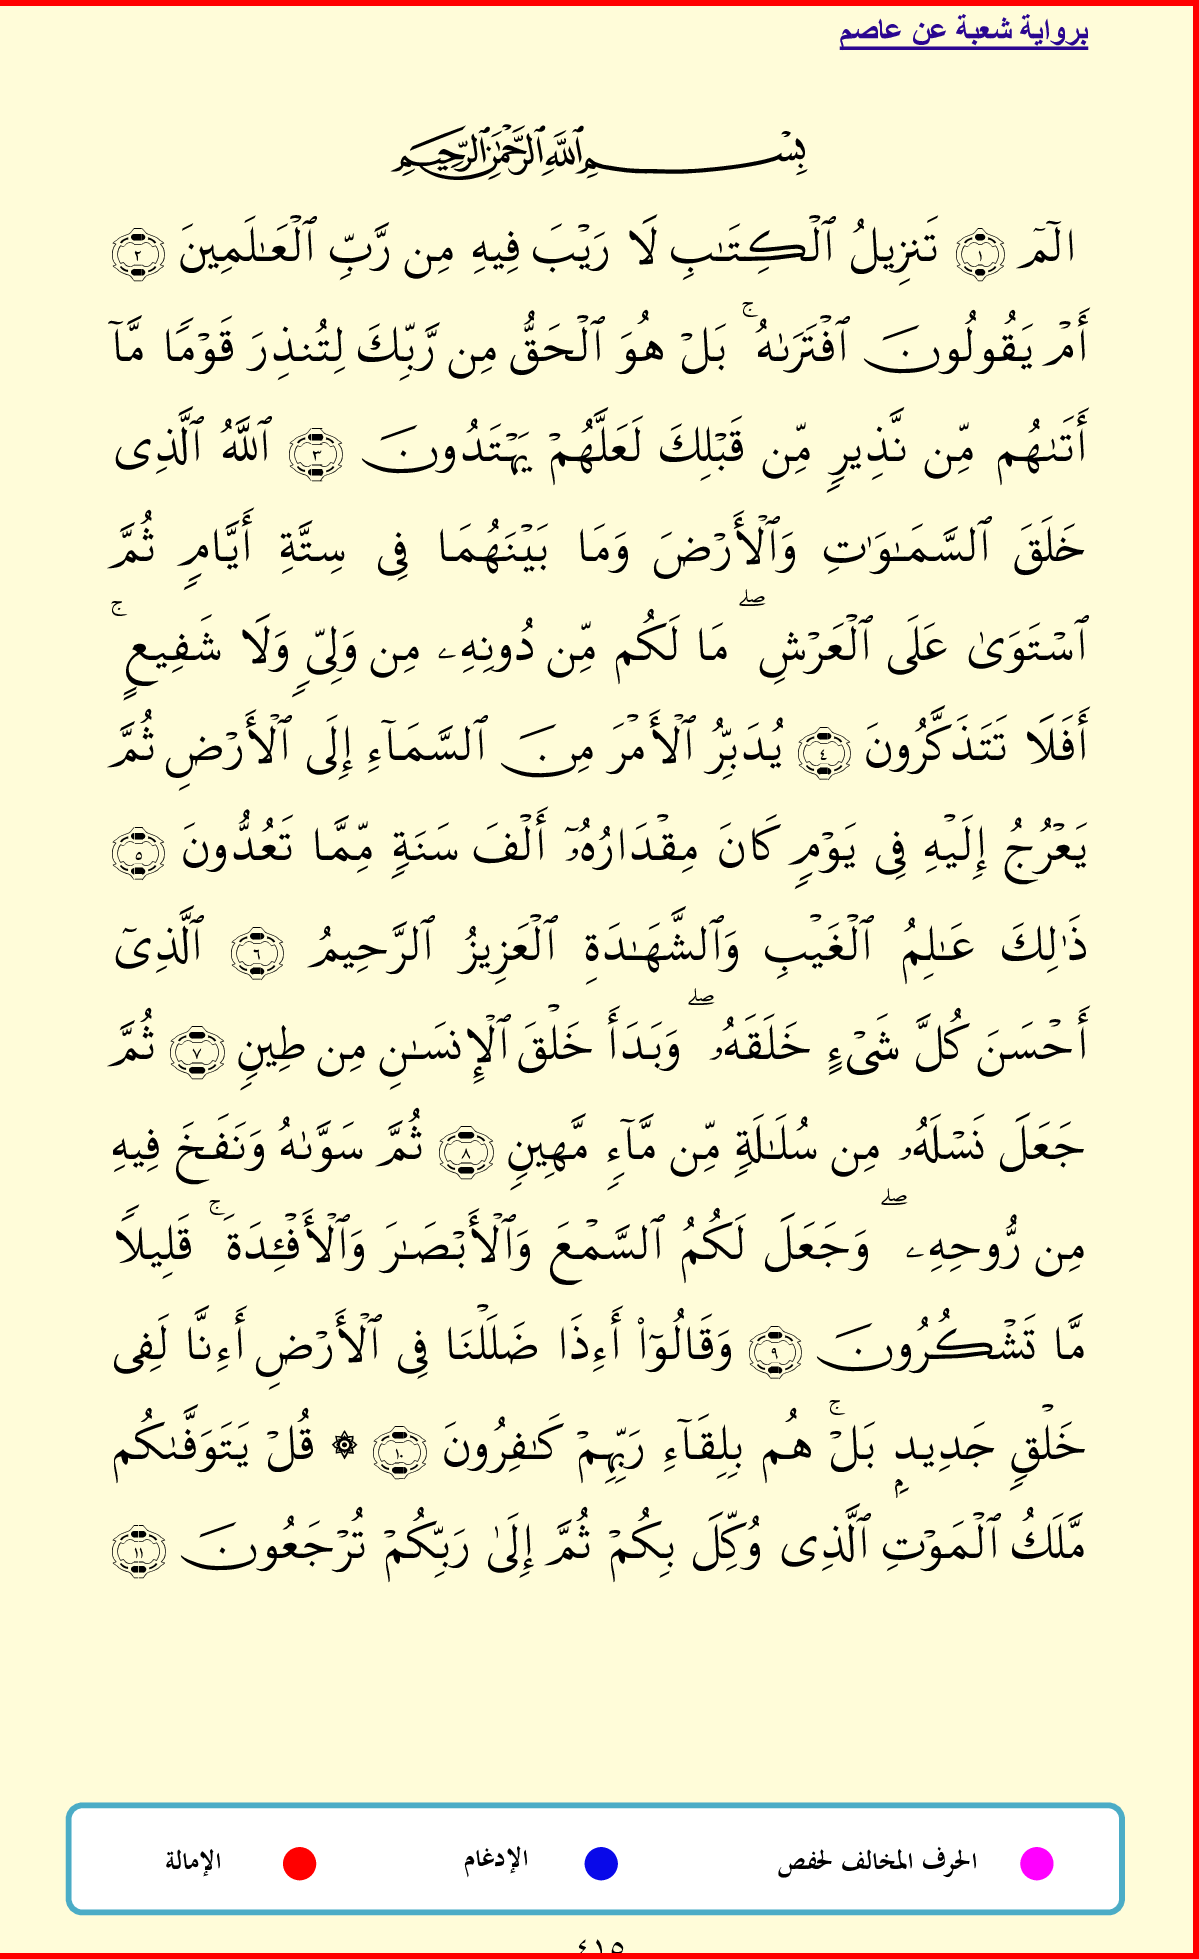 برواية شعبة عن عاصم
بِسْمِ ٱللَّهِ ٱلرَّحْمَٰنِ ٱلرَّحِيمِ
الٓمٓ ١ تَنزِيلُ ٱلْكِتَـٰبِ لَا رَيْبَ فِيهِ مِن رَّبِّ ٱلْعَـٰلَمِينَ ٢
أَمْ يَقُولُونَ ٱفْتَرَىٰهُ ۚ بَلْ هُوَ ٱلْحَقُّ مِن رَّبِّكَ لِتُنذِرَ قَوْمًا مَّآ
أَتَىٰهُم مِّن نَّذِيرٍ مِّن قَبْلِكَ لَعَلَّهُمْ يَهْتَدُونَ ٣ ٱللَّهُ ٱلَّذِى
خَلَقَ ٱلسَّمَـٰوَٰتِ وَٱلْأَرْضَ وَمَا بَيْنَهُمَا فِى سِتَّةِ أَيَّامٍ ثُمَّ
ٱسْتَوَىٰ عَلَى ٱلْعَرْشِ ۖ مَا لَكُم مِّن دُونِهِۦ مِن وَلِىٍّ وَلَا شَفِيعٍ ۚ
أَفَلَا تَتَذَكَّرُونَ ٤ يُدَبِّرُ ٱلْأَمْرَ مِنَ ٱلسَّمَآءِ إِلَى ٱلْأَرْضِ ثُمَّ
يَعْرُجُ إِلَيْهِ فِى يَوْمٍ كَانَ مِقْدَارُهُۥٓ أَلْفَ سَنَةٍ مِّمَّا تَعُدُّونَ ٥
ذَٰلِكَ عَـٰلِمُ ٱلْغَيْبِ وَٱلشَّهَـٰدَةِ ٱلْعَزِيزُ ٱلرَّحِيمُ ٦ ٱلَّذِىٓ
أَحْسَنَ كُلَّ شَىْءٍ خَلَقَهُۥ ۖ وَبَدَأَ خَلْقَ ٱلْإِنسَـٰنِ مِن طِينٍ ٧ ثُمَّ
جَعَلَ نَسْلَهُۥ مِن سُلَـٰلَةٍ مِّن مَّآءٍ مَّهِينٍ ٨ ثُمَّ سَوَّىٰهُ وَنَفَخَ فِيهِ
مِن رُّوحِهِۦ ۖ وَجَعَلَ لَكُمُ ٱلسَّمْعَ وَٱلْأَبْصَـٰرَ وَٱلْأَفْـِٔدَةَ ۚ قَلِيلًا
مَّا تَشْكُرُونَ ٩ وَقَالُوٓا۟ أَءِذَا ضَلَلْنَا فِى ٱلْأَرْضِ أَءِنَّا لَفِى
خَلْقٍ جَدِيدٍۭ ۚ بَلْ هُم بِلِقَآءِ رَبِّهِمْ كَـٰفِرُونَ ١٠ ۞ قُلْ يَتَوَفَّىٰكُم
مَّلَكُ ٱلْمَوْتِ ٱلَّذِى وُكِّلَ بِكُمْ ثُمَّ إِلَىٰ رَبِّكُمْ تُرْجَعُونَ ١١
الحرف المخالف لحفص الإدغام الإمالة
٤١٥